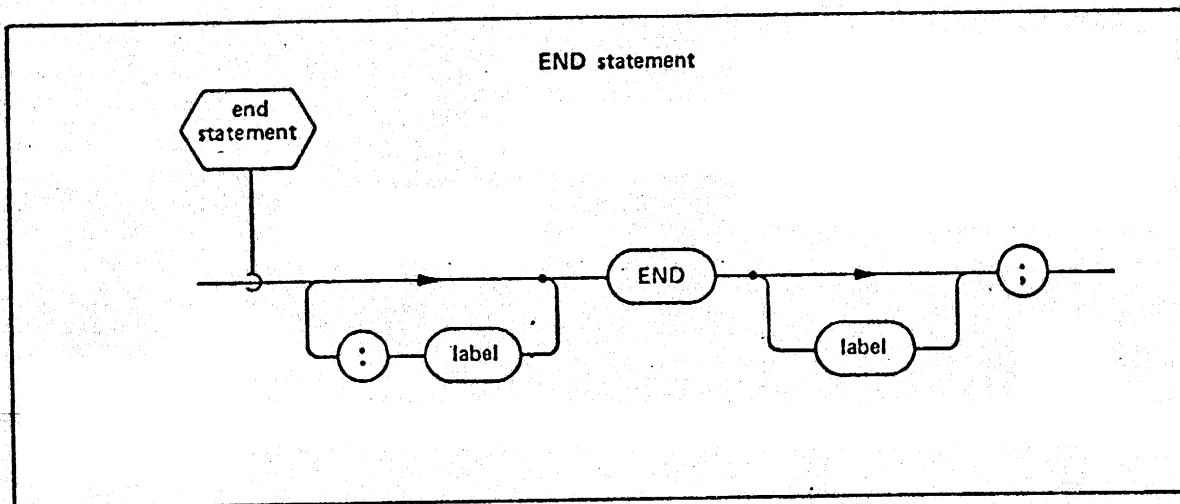 END statement
end
statement
END
;
:
label
label